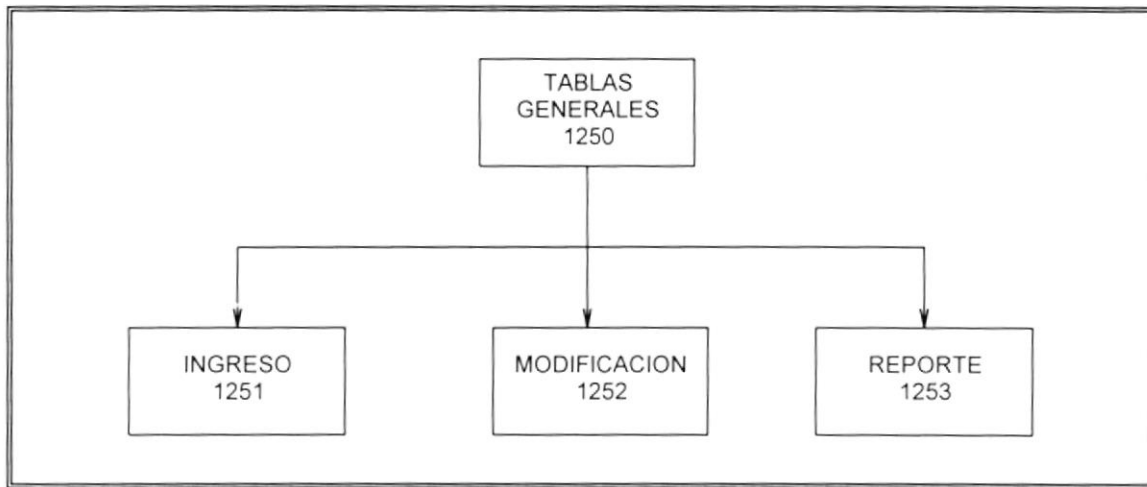 TABLAS
GENERALES
1250
INGRESO
1251
MODIFICACION
1252
REPORTE
1253